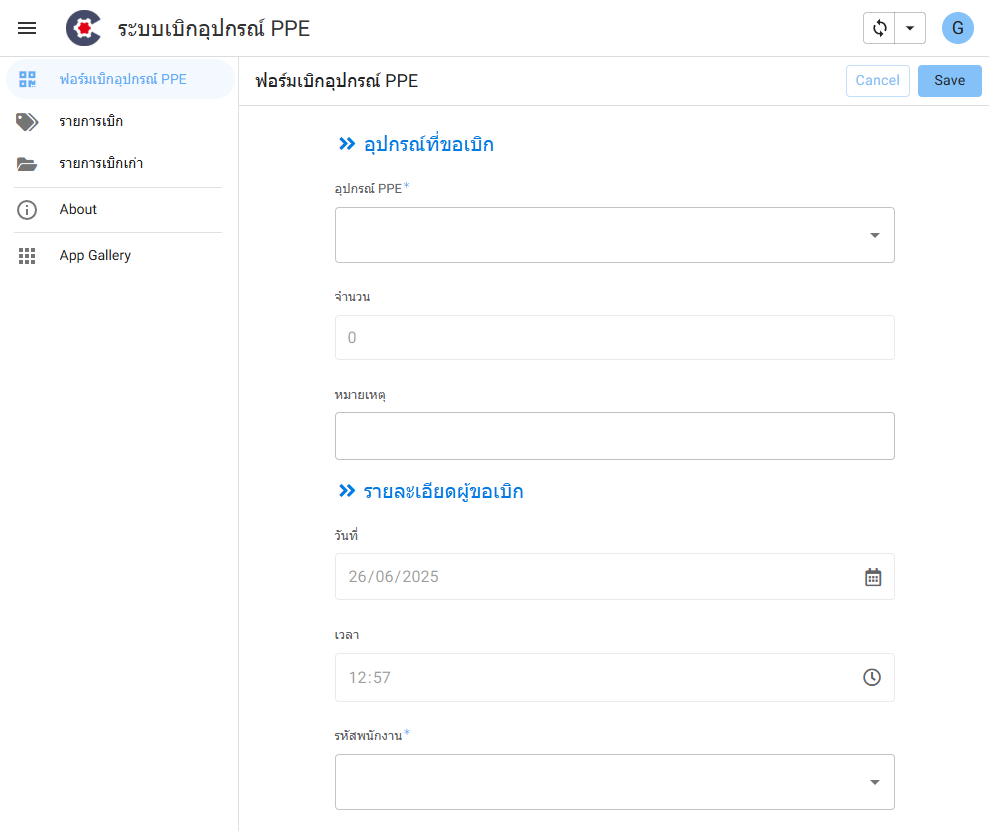 ระบบเบิกอุปกรณ์ PPE
G
ฟอร์มเบิกอุปกรณ์ PPE
รายการเบิก
รายการเบิกเก่า
About
App Gallery
ฟอร์มเบิกอุปกรณ์ PPE
Cancel
Save
อุปกรณ์ที่ขอเบิก
อุปกรณ์ PPE*
จำนวน
0
หมายเหตุ
รายละเอียดผู้ขอเบิก
วันที่
26/06/2025
เวลา
12:57
รหัสพนักงาน*